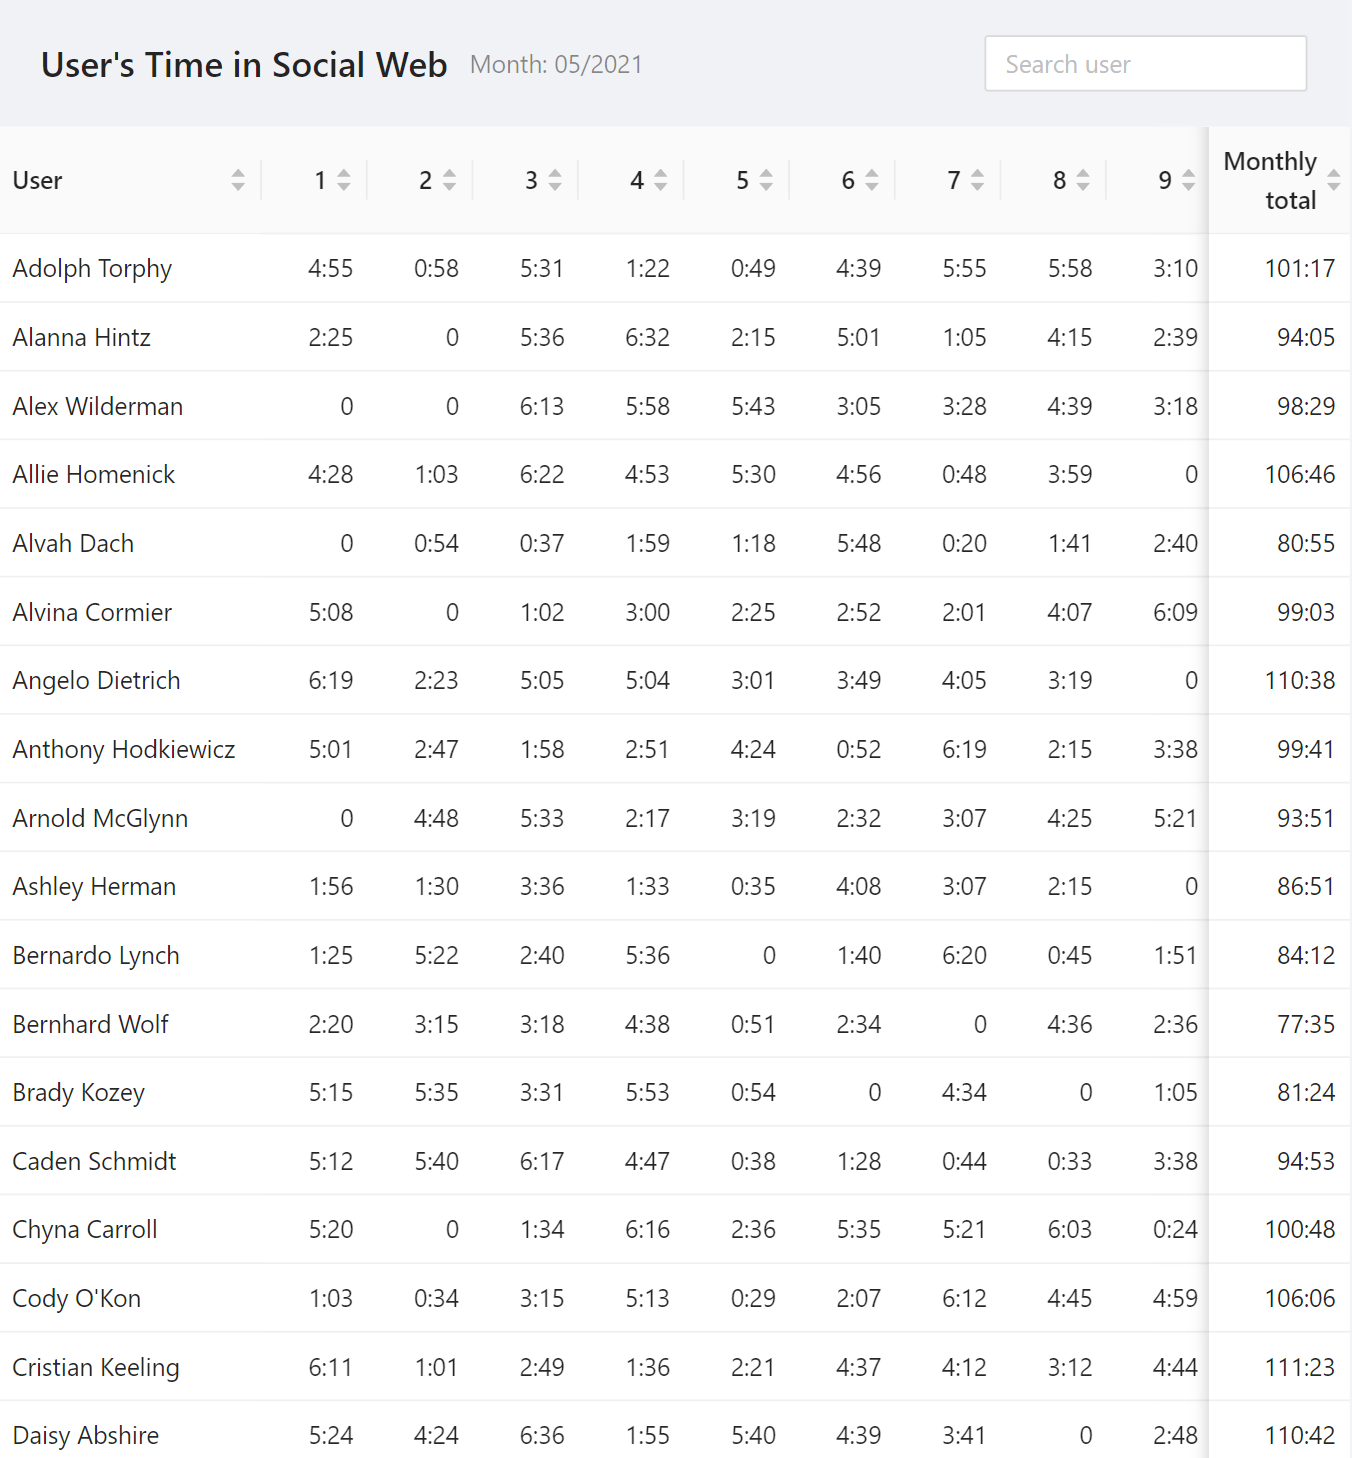 User's Time in Social Web Month: 05/2021 Search user
User 1 2 3 4 5 6 7 8 9 Monthly total
Adolph Torphy 4:55 0:58 5:31 1:22 0:49 4:39 5:55 5:58 3:10 101:17
Alanna Hintz 2:25 0 5:36 6:32 2:15 5:01 1:05 4:15 2:39 94:05
Alex Wilderman 0 0 6:13 5:58 5:43 3:05 3:28 4:39 3:18 98:29
Allie Homenick 4:28 1:03 6:22 4:53 5:30 4:56 0:48 3:59 0 106:46
Alvah Dach 0 0:54 0:37 1:59 1:18 5:48 0:20 1:41 2:40 80:55
Alvina Cormier 5:08 0 1:02 3:00 2:25 2:52 2:01 4:07 6:09 99:03
Angelo Dietrich 6:19 2:23 5:05 5:04 3:01 3:49 4:05 3:19 0 110:38
Anthony Hodkiewicz 5:01 2:47 1:58 2:51 4:24 0:52 6:19 2:15 3:38 99:41
Arnold McGlynn 0 4:48 5:33 2:17 3:19 2:32 3:07 4:25 5:21 93:51
Ashley Herman 1:56 1:30 3:36 1:33 0:35 4:08 3:07 2:15 0 86:51
Bernardo Lynch 1:25 5:22 2:40 5:36 0 1:40 6:20 0:45 1:51 84:12
Bernhard Wolf 2:20 3:15 3:18 4:38 0:51 2:34 0 4:36 2:36 77:35
Brady Kozey 5:15 5:35 3:31 5:53 0:54 0 4:34 0 1:05 81:24
Caden Schmidt 5:12 5:40 6:17 4:47 0:38 1:28 0:44 0:33 3:38 94:53
Chyna Carroll 5:20 0 1:34 6:16 2:36 5:35 5:21 6:03 0:24 100:48
Cody O'Kon 1:03 0:34 3:15 5:13 0:29 2:07 6:12 4:45 4:59 106:06
Cristian Keeling 6:11 1:01 2:49 1:36 2:21 4:37 4:12 3:12 4:44 111:23
Daisy Abshire 5:24 4:24 6:36 1:55 5:40 4:39 3:41 0 2:48 110:42